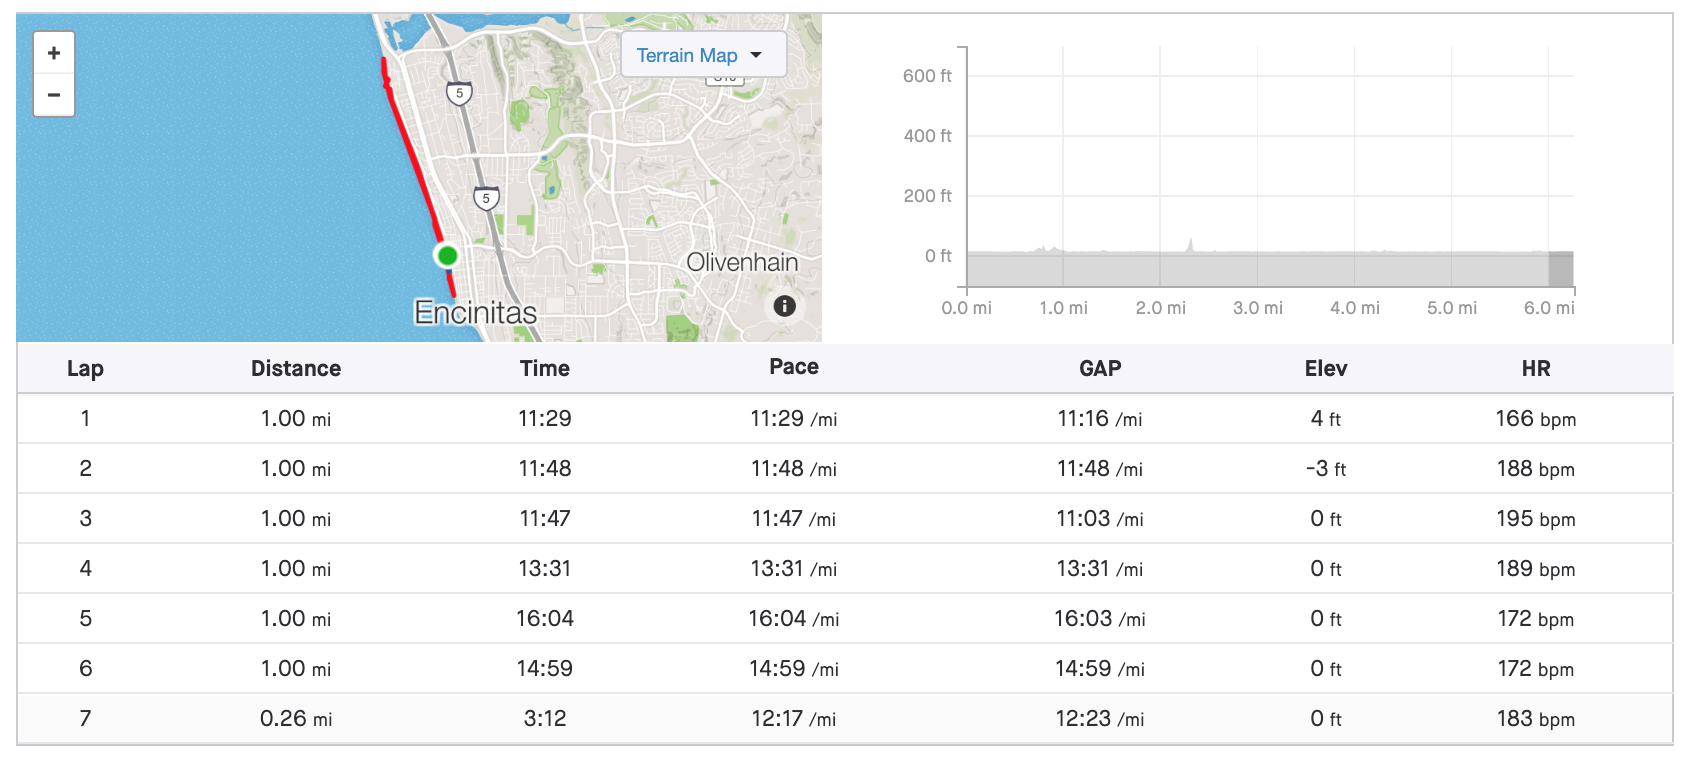 +
−
Terrain Map
5
5
Olivenhain
Encinitas
i
600 ft
400 ft
200 ft
0 ft
0.0 mi 1.0 mi 2.0 mi 3.0 mi 4.0 mi 5.0 mi 6.0 mi
Lap Distance Time Pace GAP Elev HR
1 1.00 mi 11:29 11:29 /mi 11:16 /mi 4 ft 166 bpm
2 1.00 mi 11:48 11:48 /mi 11:48 /mi -3 ft 188 bpm
3 1.00 mi 11:47 11:47 /mi 11:03 /mi 0 ft 195 bpm
4 1.00 mi 13:31 13:31 /mi 13:31 /mi 0 ft 189 bpm
5 1.00 mi 16:04 16:04 /mi 16:03 /mi 0 ft 172 bpm
6 1.00 mi 14:59 14:59 /mi 14:59 /mi 0 ft 172 bpm
7 0.26 mi 3:12 12:17 /mi 12:23 /mi 0 ft 183 bpm